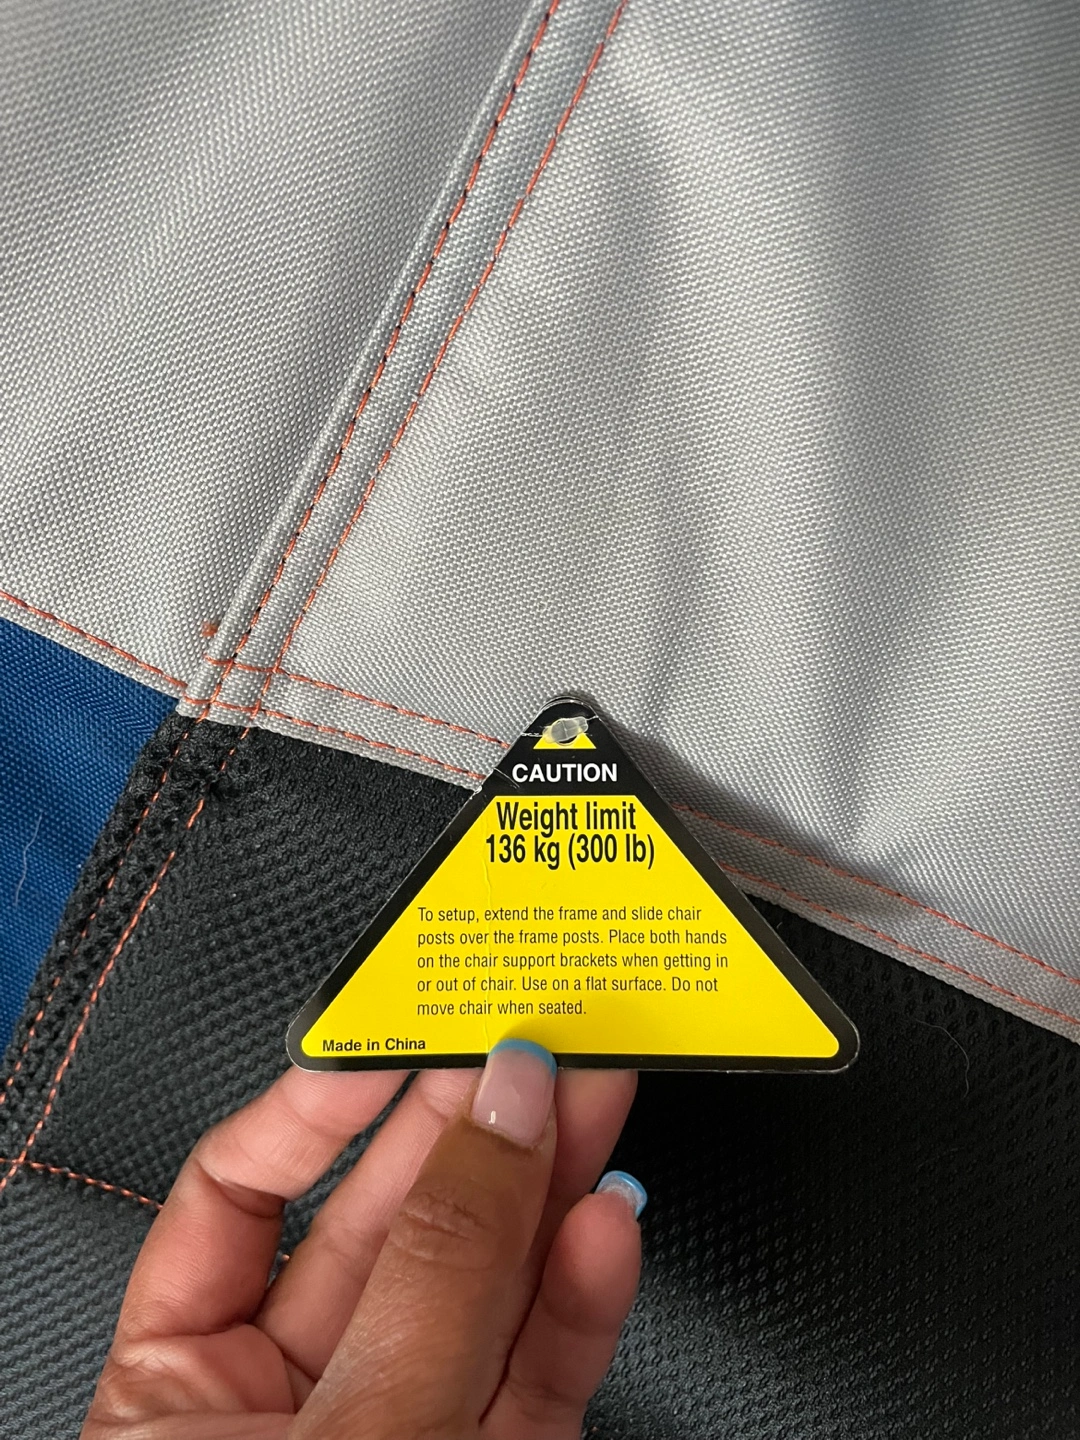 CAUTION
Weight limit
136 kg (300 lb)
To setup, extend the frame and slide chair
posts over the frame posts. Place both hands
on the chair support brackets when getting in
or out of chair. Use on a flat surface. Do not
move chair when seated.
Made in China